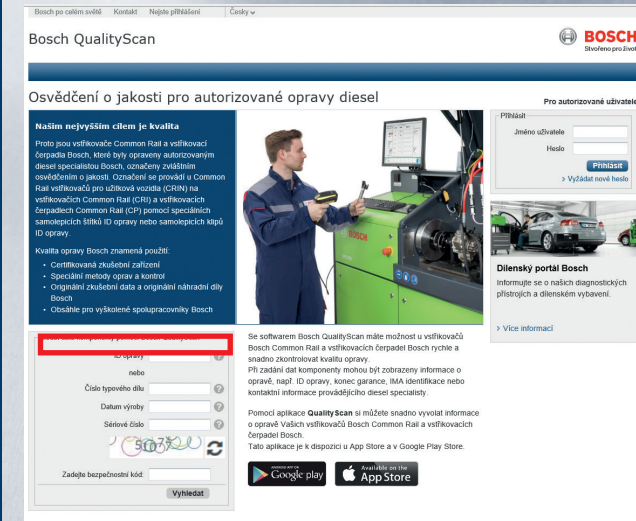 Bosch po celém světě Kontakt Nejste přihlášeni Česky
Bosch QualityScan
BOSCH
Stvořeno pro život
Osvědčení o jakosti pro autorizované opravy diesel
Pro autorizované uživatele
Naším nejvyšším cílem je kvalita
Proto jsou vstřikovače Common Rail a vstřikovací
čerpadla Bosch, které byly opraveny autorizovaným
diesel specialistou Bosch, označeny zvláštním
osvědčením o jakosti. Označení se provádí u Common
Rail vstřikovačů pro užitková vozidla (CRIN) na
vstřikovačích Common Rail (CRI) a vstřikovacích
čerpadlech Common Rail (CP) pomocí speciálních
samolepicích štítků ID opravy nebo samolepicích klipů
ID opravy.
Kvalita opravy Bosch znamená použití:
• Certifikovaná zkušební zařízení
• Speciální metody oprav a kontrol
• Originální zkušební data a originální náhradní díly
Bosch
• Obsáhle pro vyškolené spolupracovníky Bosch
BOSCH
Přihlásit
Jméno uživatele
Heslo
Přihlásit
› Vyžádat nové heslo
Dílenský portál Bosch
Informujte se o našich diagnostických
přístrojích a dílenském vybavení.
› Více informací
ID opravy
nebo
Číslo typového dílu
Datum výroby
Sériové číslo
Zadejte bezpečnostní kód:
Vyhledat
Se softwarem Bosch QualityScan máte možnost u vstřikovačů
Bosch Common Rail a vstřikovacích čerpadel Bosch rychle a
snadno zkontrolovat kvalitu opravy.
Při zadání dat komponenty mohou být zobrazeny informace o
opravě, např. ID opravy, konec garance, IMA identifikace nebo
kontaktní informace provádějícího diesel specialisty.
Pomocí aplikace QualityScan si můžete snadno vyvolat informace
o opravě Vašich vstřikovačů Bosch Common Rail a vstřikovacích
čerpadel Bosch.
Tato aplikace je k dispozici u App Store a v Google Play Store.
ANDROID APP ON
Google play
Available on the
App Store